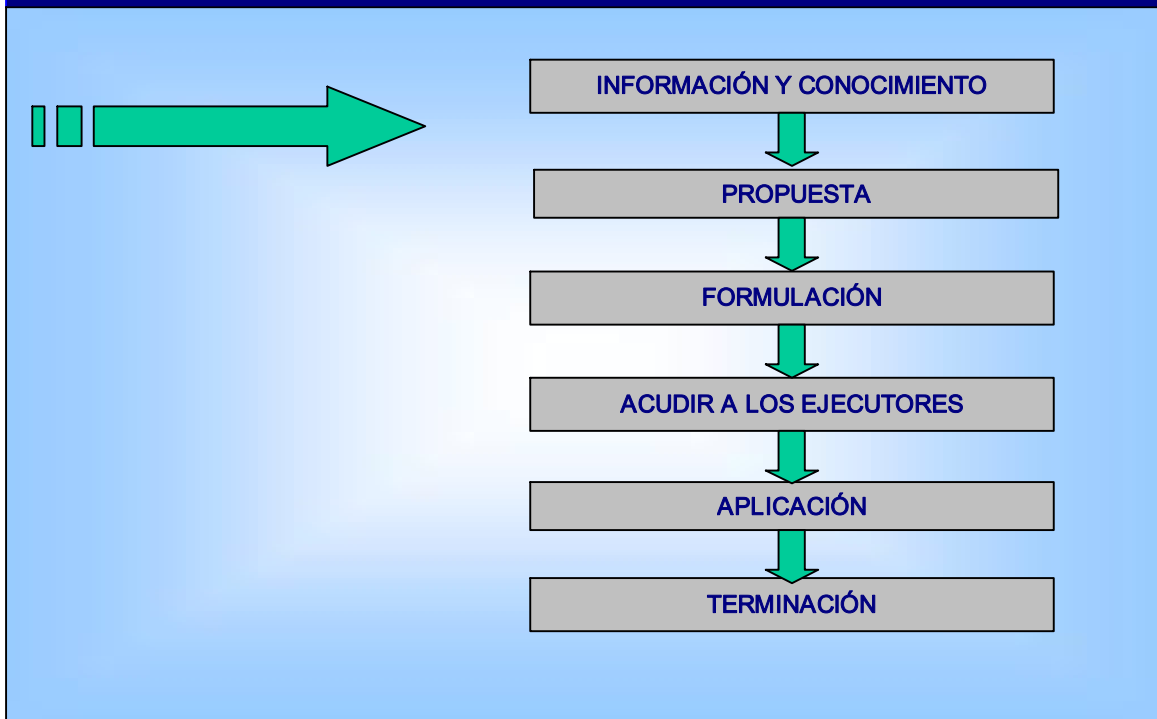 INFORMACIÓN Y CONOCIMIENTO
PROPUESTA
FORMULACIÓN
ACUDIR A LOS EJECUTORES
APLICACIÓN
TERMINACIÓN